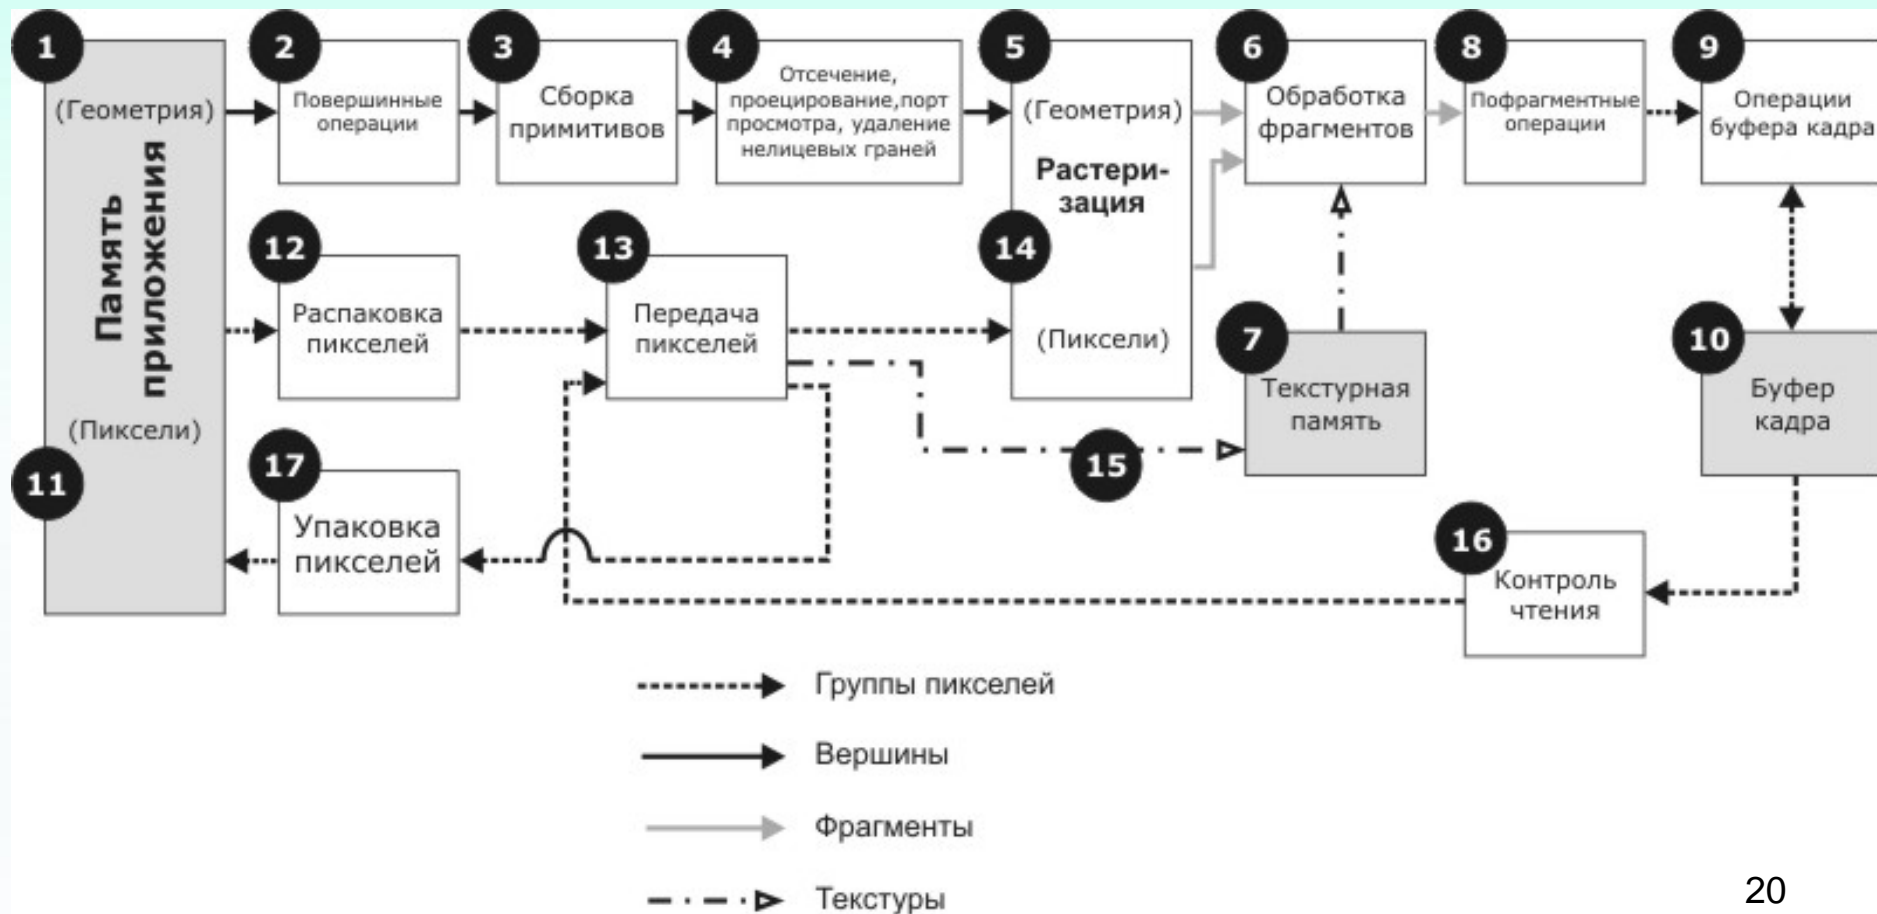 1
(Геометрия)
Память
приложения
(Пиксели)
11
2
Повершинные
операции
3
Сборка
примитивов
4
Отсечение,
проецирование,порт
просмотра, удаление
нелицевых граней
5
(Геометрия)
Растери-
зация
14
(Пиксели)
6
Обработка
фрагментов
8
Пофрагментные
операции
9
Операции
буфера кадра
12
Распаковка
пикселей
13
Передача
пикселей
7
Текстурная
память
10
Буфер
кадра
15
17
Упаковка
пикселей
16
Контроль
чтения
Группы пикселей
Вершины
Фрагменты
Текстуры
20